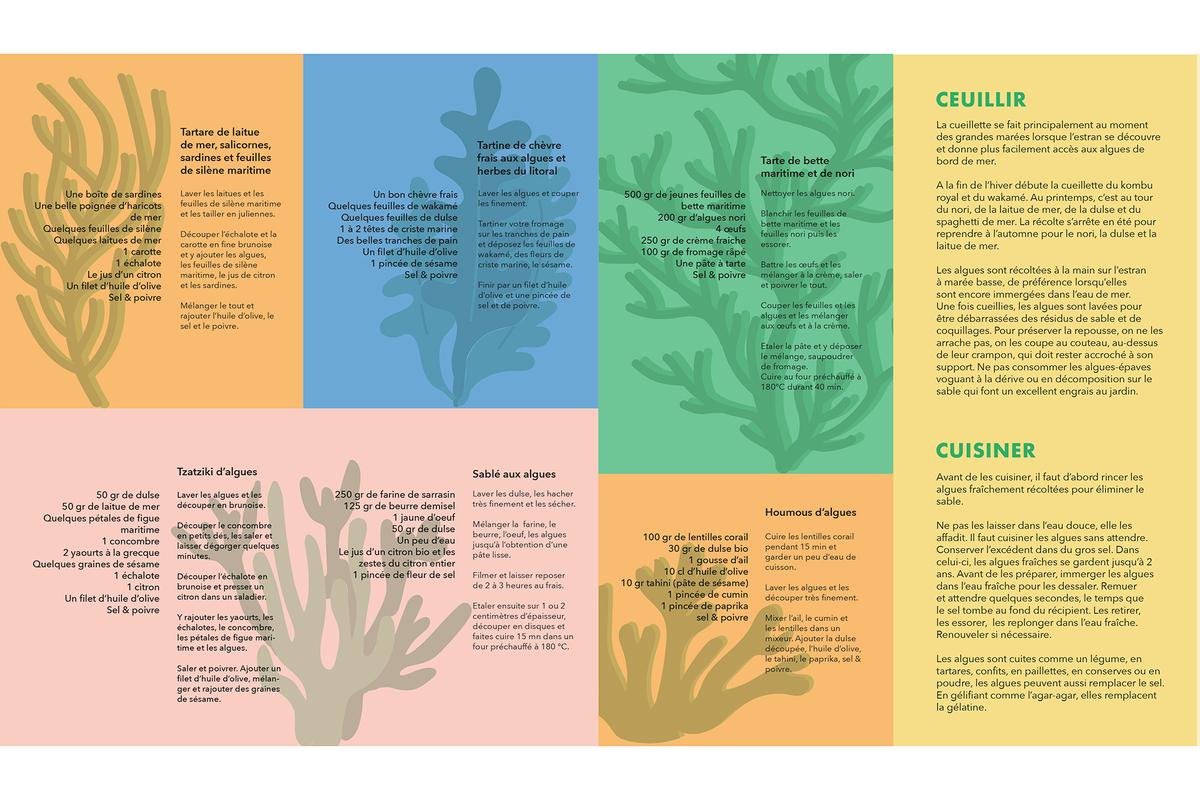 Tartare de laitue
de mer, salicornes,
sardines et feuilles
de silène maritime
Une boîte de sardines
Une belle poignée d'haricots
de mer
Quelques feuilles de silène
Quelques laitues de mer
1 carotte
1 échalote
Le jus d'un citron
Un filet d'huile d'olive
Sel & poivre
Laver les laitues et les
feuilles de silène maritime
et les tailler en juliennes.
Découper l'échalote et la
carotte en fine brunoise
et y ajouter les algues,
les feuilles de silène
maritime, le jus de citron
et les sardines.
Mélanger le tout et
rajouter l'huile d'olive, le
sel et le poivre.
Tartine de chèvre
frais aux algues et
herbes du litoral
Un bon chèvre frais
Quelques feuilles de wakamé
Quelques feuilles de dulse
1 à 2 têtes de criste marine
Des belles tranches de pain
Un filet d'huile d'olive
1 pincée de sésame
Sel & poivre
Laver les algues et couper
les finement.
Tartiner votre fromage
sur les tranches de pain
et déposez les feuilles de
wakamé, des fleurs de
criste marine, le sésame.
Finir par un filet d'huile
d'olive et une pincée de
sel et de poivre.
Tarte de bette
maritime et de nori
500 gr de jeunes feuilles de
bette maritime
200 gr d'algues nori
4 œufs
250 gr de crème fraiche
100 gr de fromage râpé
Une pâte à tarte
Sel & poivre
Nettoyer les algues nori.
Blanchir les feuilles de
bette maritime et les
feuilles nori puis les
essorer.
Battre les œufs et les
mélanger à la crème, saler
et poivrer le tout.
Couper les feuilles et les
algues et les mélanger
aux œufs et à la crème.
Etaler la pâte et y déposer
le mélange, saupoudrer
de fromage.
Cuire au four préchauffé à
180°C durant 40 min.
Tzatziki d'algues
50 gr de dulse
50 gr de laitue de mer
Quelques pétales de figue
maritime
1 concombre
2 yaourts à la grecque
Quelques graines de sésame
1 échalote
1 citron
Un filet d'huile d'olive
Sel & poivre
Laver les algues et les
découper en brunoise.
Découper le concombre
en petits dés, les saler et
laisser dégorger quelques
minutes.
Découper l'échalote en
brunoise et presser un
citron dans un saladier.
Y rajouter les yaourts, les
échalotes, le concombre,
les pétales de figue mari-
time et les algues.
Saler et poivrer. Ajouter un
filet d'huile d'olive, mélan-
ger et rajouter des graines
de sésame.
Sablé aux algues
250 gr de farine de sarrasin
125 gr de beurre demisel
1 jaune d'oeuf
50 gr de dulse
Un peu d'eau
Le jus d'un citron bio et les
zestes du citron entier
1 pincée de fleur de sel
Laver les dulse, les hacher
très finement et les sécher.
Mélanger la farine, le
beurre, l'oeuf, les algues
jusqu'à l'obtention d'une
pâte lisse.
Filmer et laisser reposer
de 2 à 3 heures au frais.
Etaler ensuite sur 1 ou 2
centimètres d'épaisseur,
découper en disques et
faites cuire 15 mn dans un
four préchauffé à 180 °C.
Houmous d'algues
100 gr de lentilles corail
30 gr de dulse bio
1 gousse d'ail
10 cl d'huile d'olive
10 gr tahini (pâte de sésame)
1 pincée de cumin
1 pincée de paprika
sel & poivre
Cuire les lentilles corail
pendant 15 min et
garder un peu d'eau de
cuisson.
Laver les algues et les
découper très finement.
Mixer l'ail, le cumin et
les lentilles dans un
mixeur. Ajouter la dulse
découpée, l'huile d'olive,
le tahini, le paprika, sel &
poivre.
CEUILLIR
La cueillette se fait principalement au moment
des grandes marées lorsque l'estran se découvre
et donne plus facilement accès aux algues de
bord de mer.
A la fin de l'hiver débute la cueillette du kombu
royal et du wakamé. Au printemps, c'est au tour
du nori, de la laitue de mer, de la dulse et du
spaghetti de mer. La récolte s'arrête en été pour
reprendre à l'automne pour le nori, la dulse et la
laitue de mer.
Les algues sont récoltées à la main sur l'estran
à marée basse, de préférence lorsqu'elles
sont encore immergées dans l'eau de mer.
Une fois cueillies, les algues sont lavées pour
être débarrassées des résidus de sable et de
coquillages. Pour préserver la repousse, on ne les
arrache pas, on les coupe au couteau, au-dessus
de leur crampon, qui doit rester accroché à son
support. Ne pas consommer les algues-épaves
voguant à la dérive ou en décomposition sur le
sable qui font un excellent engrais au jardin.
CUISINER
Avant de les cuisiner, il faut d'abord rincer les
algues fraîchement récoltées pour éliminer le
sable.
Ne pas les laisser dans l'eau douce, elle les
affadit. Il faut cuisiner les algues sans attendre.
Conserver l'excédent dans du gros sel. Dans
celui-ci, les algues fraîches se gardent jusqu'à 2
ans. Avant de les préparer, immerger les algues
dans l'eau fraîche pour les dessaler. Remuer
et attendre quelques secondes, le temps que
le sel tombe au fond du récipient. Les retirer,
les essorer, les replonger dans l'eau fraîche.
Renouveler si nécessaire.
Les algues sont cuites comme un légume, en
tartares, confits, en paillettes, en conserves ou en
poudre, les algues peuvent aussi remplacer le sel.
En gélifiant comme l'agar-agar, elles remplacent
la gélatine.